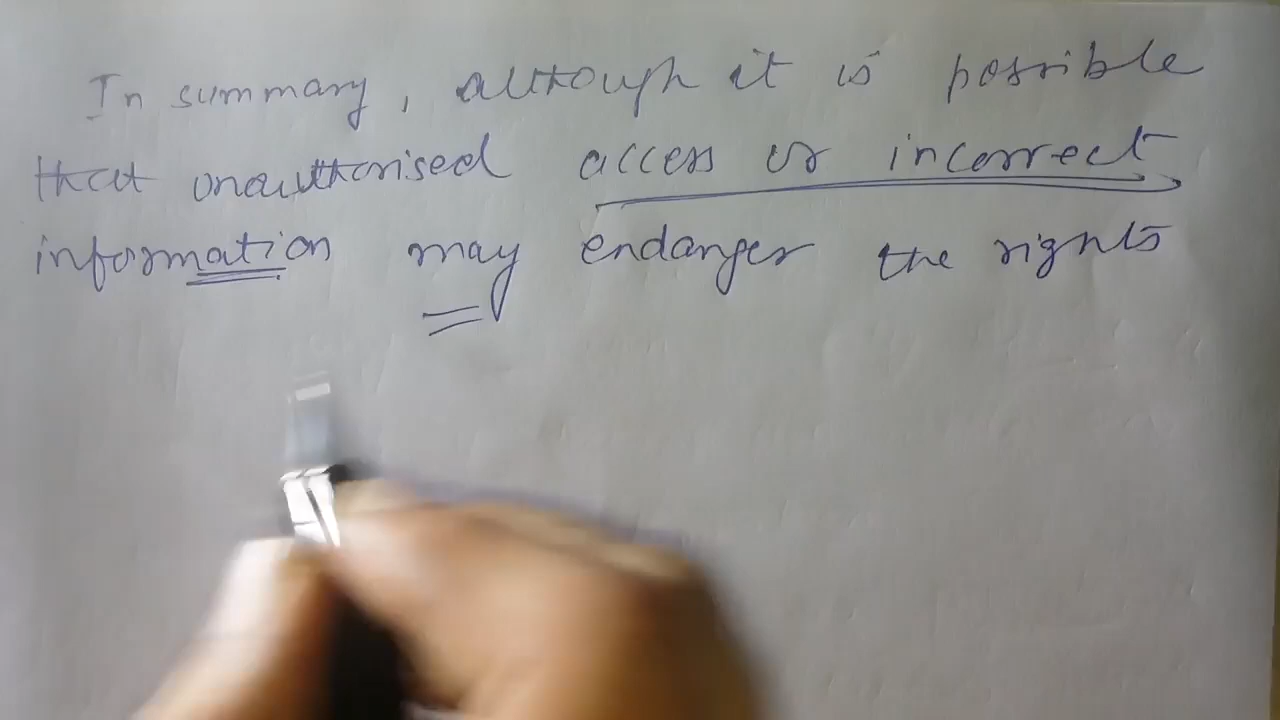 In summary, although it is possible
that unauthorised access or incorrect
information may endanger the rights